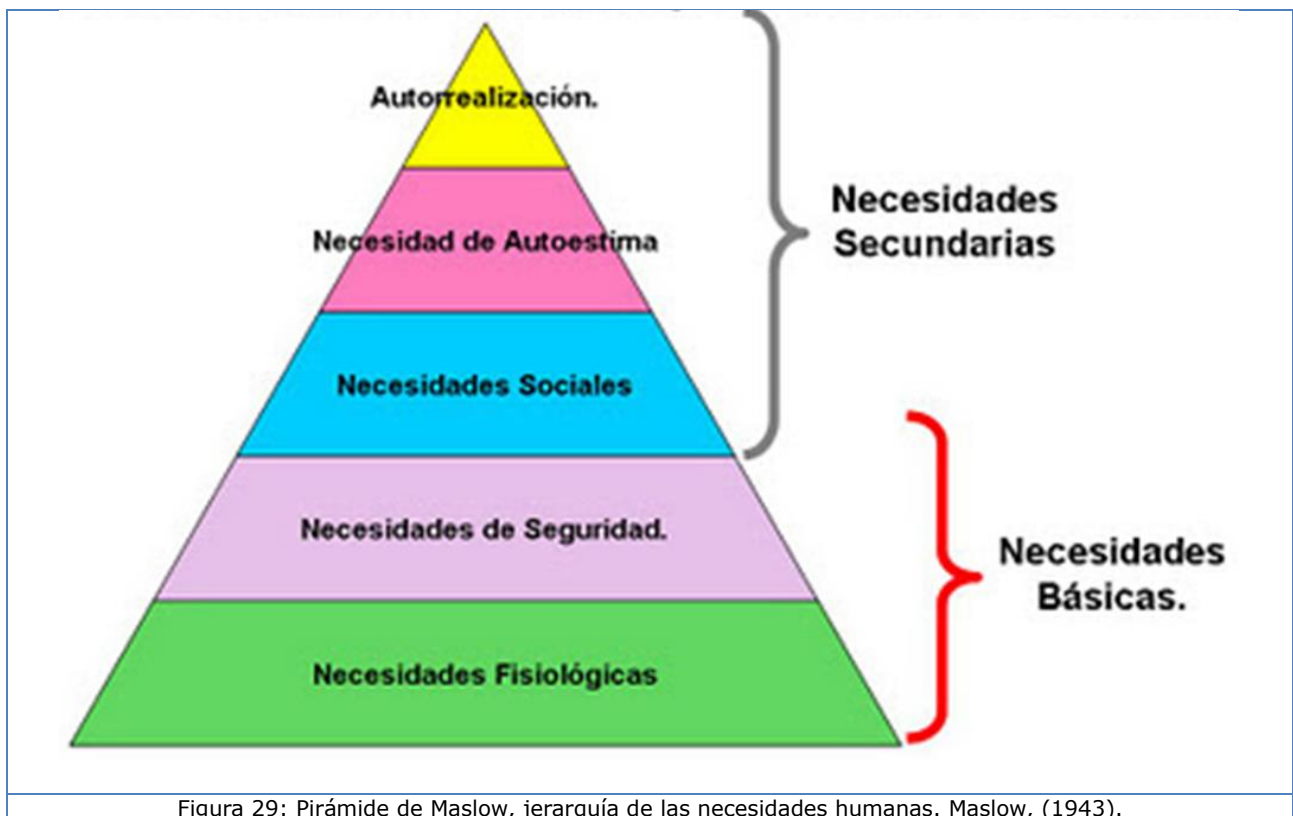 Autorrealización.
Necesidad de Autoestima
Necesidades
Secundarias
Necesidades Sociales
Necesidades de Seguridad.
Necesidades
Básicas.
Necesidades Fisiológicas
Figura 29: Pirámide de Maslow, jerarquía de las necesidades humanas. Maslow, (1943).